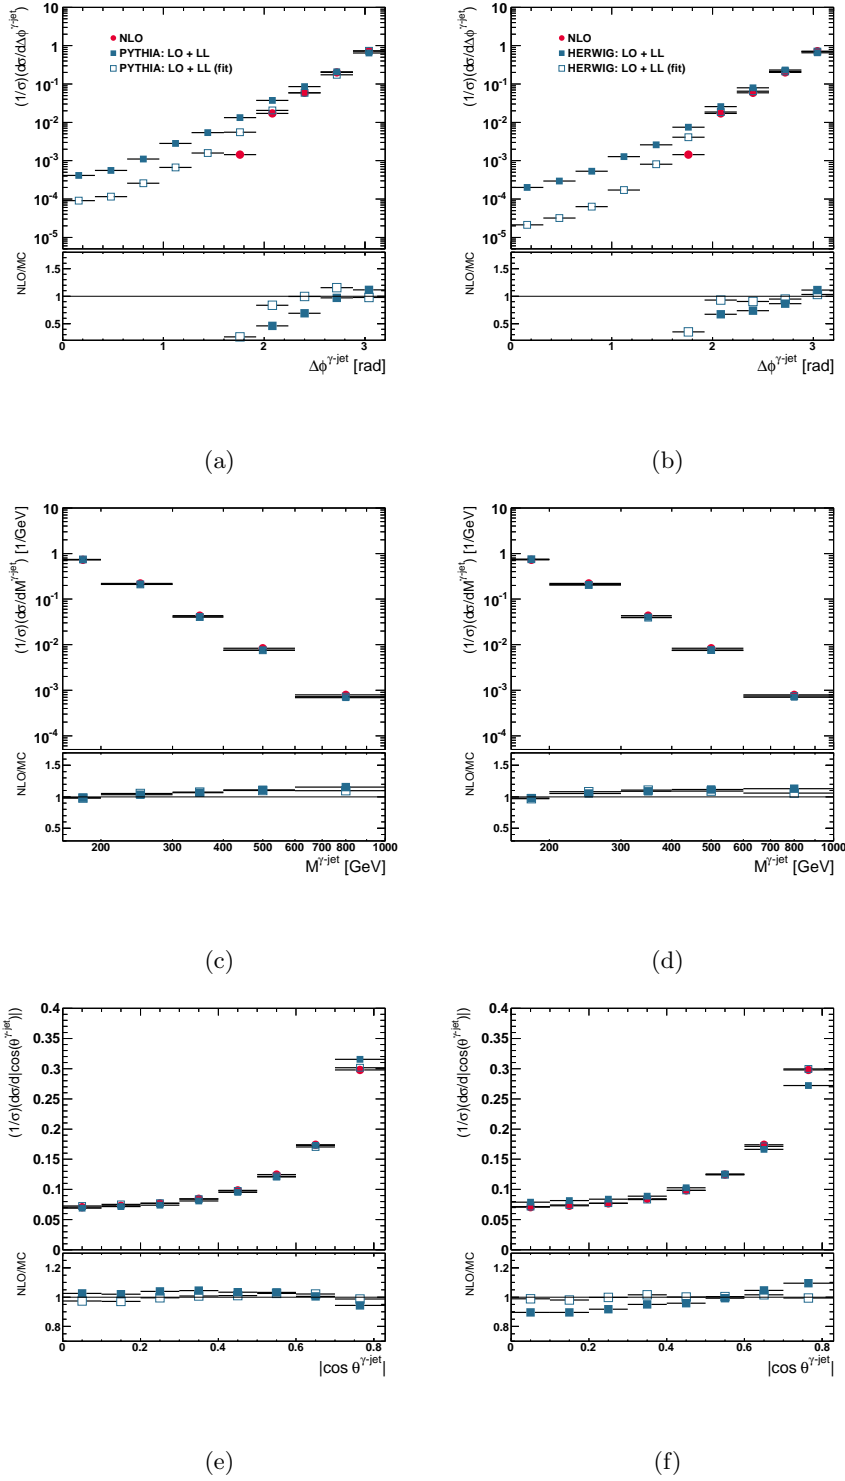 (1/σ)(dσ/dΔϕ^γ-jet)
10
1
10^-1
10^-2
10^-3
10^-4
10^-5
NLO
PYTHIA: LO + LL
PYTHIA: LO + LL (fit)
NLO/MC
1.5
1
0.5
0 1 2 3
Δϕ^γ-jet [rad]
(a)
(1/σ)(dσ/dΔϕ^γ-jet)
10
1
10^-1
10^-2
10^-3
10^-4
10^-5
NLO
HERWIG: LO + LL
HERWIG: LO + LL (fit)
NLO/MC
1.5
1
0.5
0 1 2 3
Δϕ^γ-jet [rad]
(b)
(1/σ)(dσ/dM^γ-jet) [1/GeV]
10
1
10^-1
10^-2
10^-3
10^-4
NLO/MC
1.5
1
0.5
200 300 400 500 600 700 1000
M^γ-jet [GeV]
(c)
(1/σ)(dσ/dM^γ-jet) [1/GeV]
10
1
10^-1
10^-2
10^-3
10^-4
NLO/MC
1.5
1
0.5
200 300 400 500 600 700 1000
M^γ-jet [GeV]
(d)
(1/σ)(dσ/d|cos(θ^γ-jet)|)
0.4
0.35
0.3
0.25
0.2
0.15
0.1
0.05
0
NLO/MC
1.2
1
0.8
0 0.2 0.4 0.6 0.8
|cos θ^γ-jet|
(e)
(1/σ)(dσ/d|cos(θ^γ-jet)|)
0.4
0.35
0.3
0.25
0.2
0.15
0.1
0.05
0
NLO/MC
1.2
1
0.8
0 0.2 0.4 0.6 0.8
|cos θ^γ-jet|
(f)